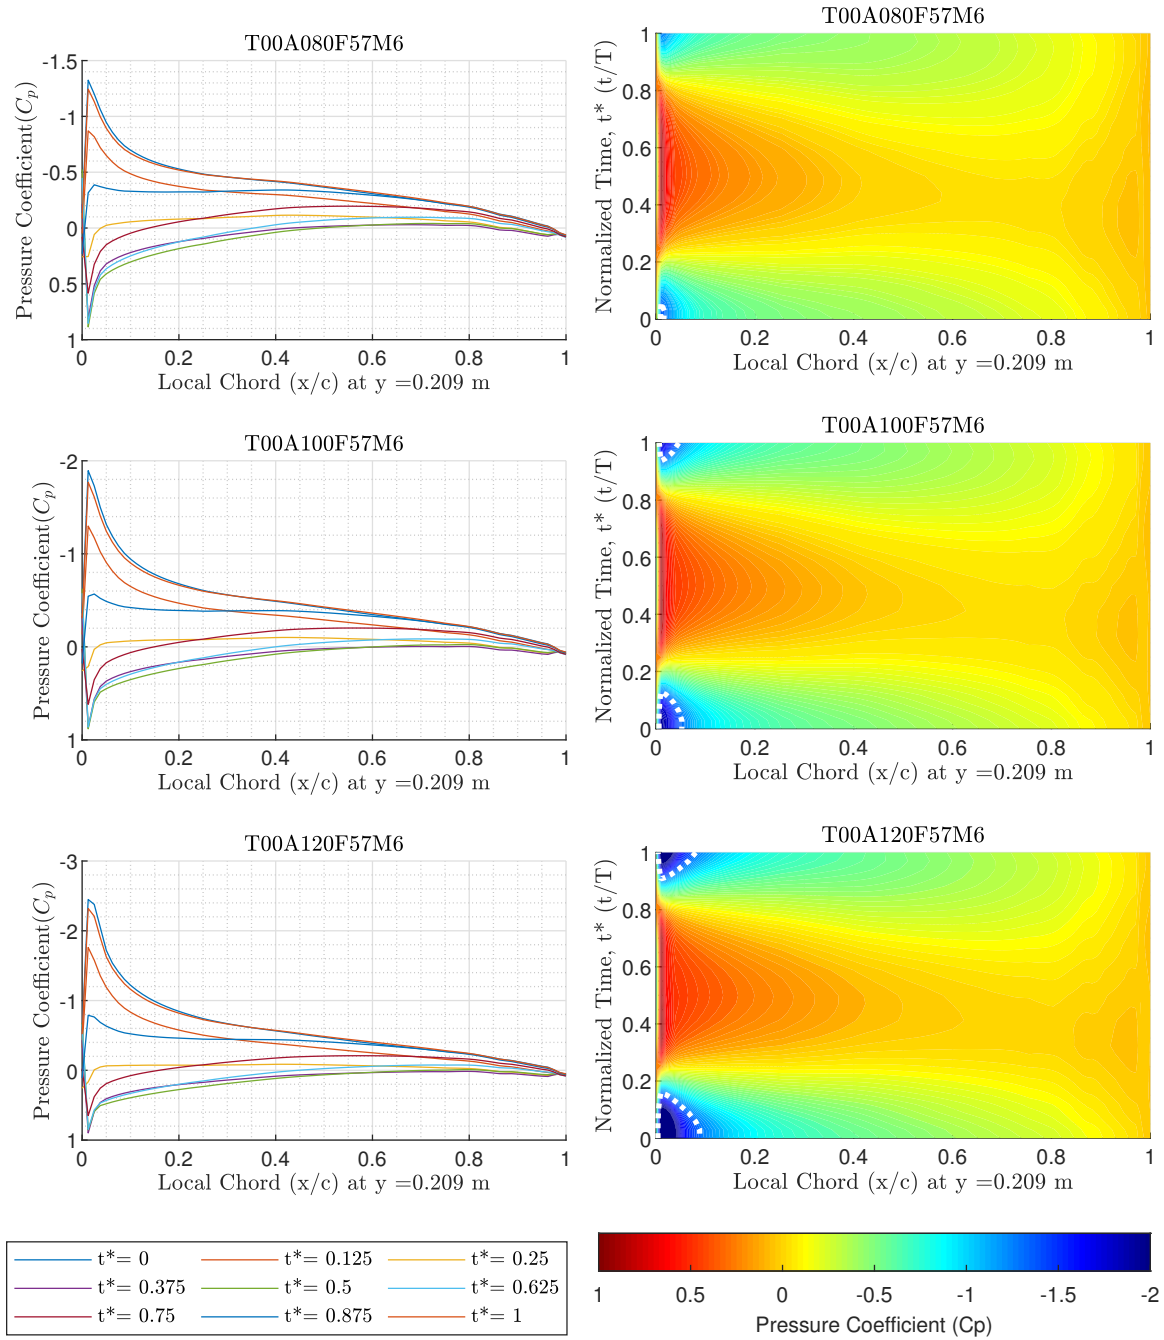 T00A080F57M6
Pressure Coefficient(Cp)
-1.5
-1
-0.5
0
0.5
1
0 0.2 0.4 0.6 0.8 1
Local Chord (x/c) at y =0.209 m
T00A080F57M6
Normalized Time, t* (t/T)
1
0.8
0.6
0.4
0.2
0
0 0.2 0.4 0.6 0.8 1
Local Chord (x/c) at y =0.209 m
T00A100F57M6
Pressure Coefficient(Cp)
-2
-1
0
1
0 0.2 0.4 0.6 0.8 1
Local Chord (x/c) at y =0.209 m
T00A100F57M6
Normalized Time, t* (t/T)
1
0.8
0.6
0.4
0.2
0
0 0.2 0.4 0.6 0.8 1
Local Chord (x/c) at y =0.209 m
T00A120F57M6
Pressure Coefficient(Cp)
-3
-2
-1
0
1
0 0.2 0.4 0.6 0.8 1
Local Chord (x/c) at y =0.209 m
T00A120F57M6
Normalized Time, t* (t/T)
1
0.8
0.6
0.4
0.2
0
0 0.2 0.4 0.6 0.8 1
Local Chord (x/c) at y =0.209 m
t*= 0 t*= 0.125 t*= 0.25
t*= 0.375 t*= 0.5 t*= 0.625
t*= 0.75 t*= 0.875 t*= 1
1 0.5 0 -0.5 -1 -1.5 -2
Pressure Coefficient (Cp)